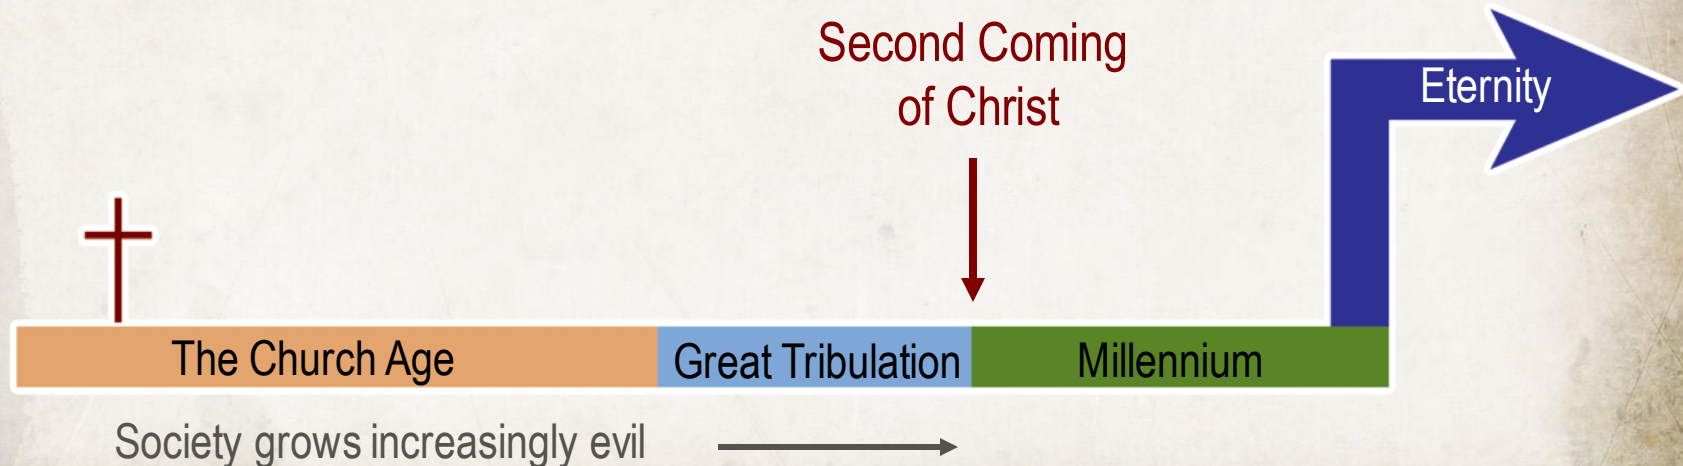 Second Coming
of Christ
Eternity
The Church Age
Great Tribulation
Millennium
Society grows increasingly evil